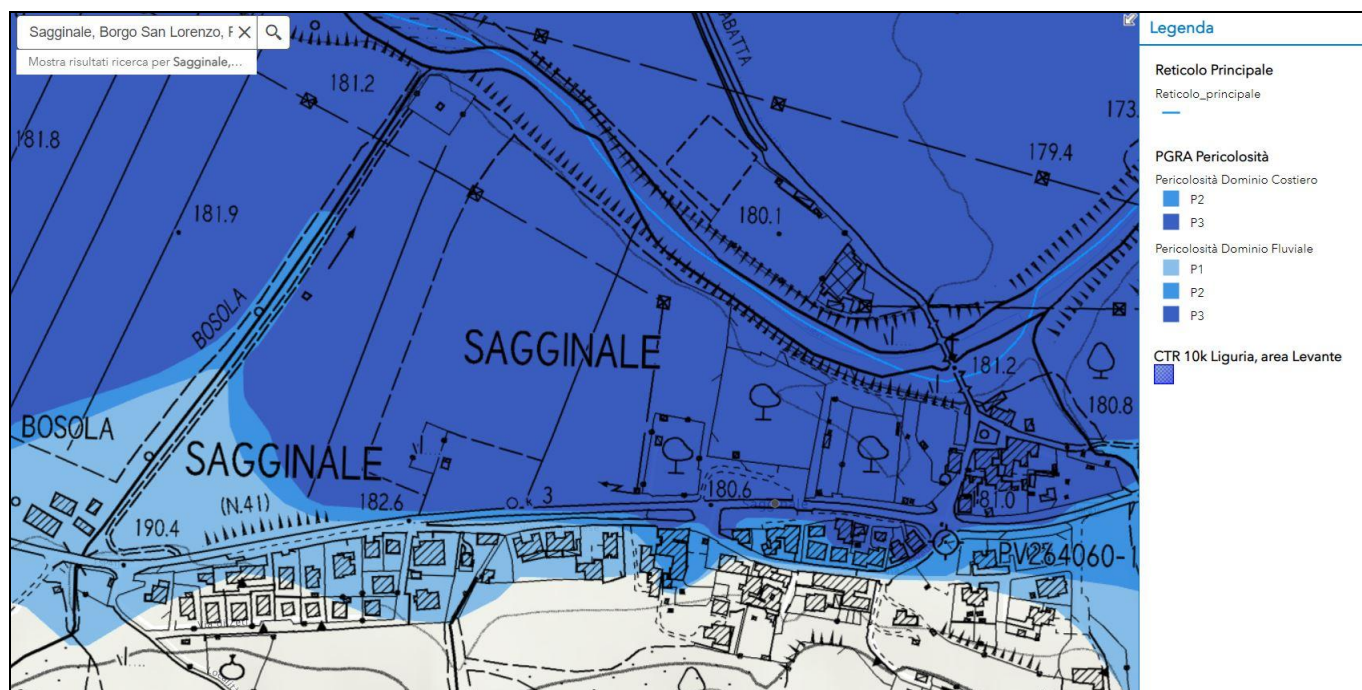 Sagginale, Borgo San Lorenzo, F
Mostra risultati ricerca per Sagginale,...
ABATTA
181.2
173.
181.8
179.4
181.9
180.1
BOSOLA
SAGGINALE
181.2
180.8
BOSOLA
SAGGINALE
(N.41)
182.6
k. 3
180.6
181.0
190.4
Legenda
Reticolo Principale
Reticolo_principale
PGRA Pericolosità
Pericolosità Dominio Costiero
P2
P3
Pericolosità Dominio Fluviale
P1
P2
P3
CTR 10k Liguria, area Levante